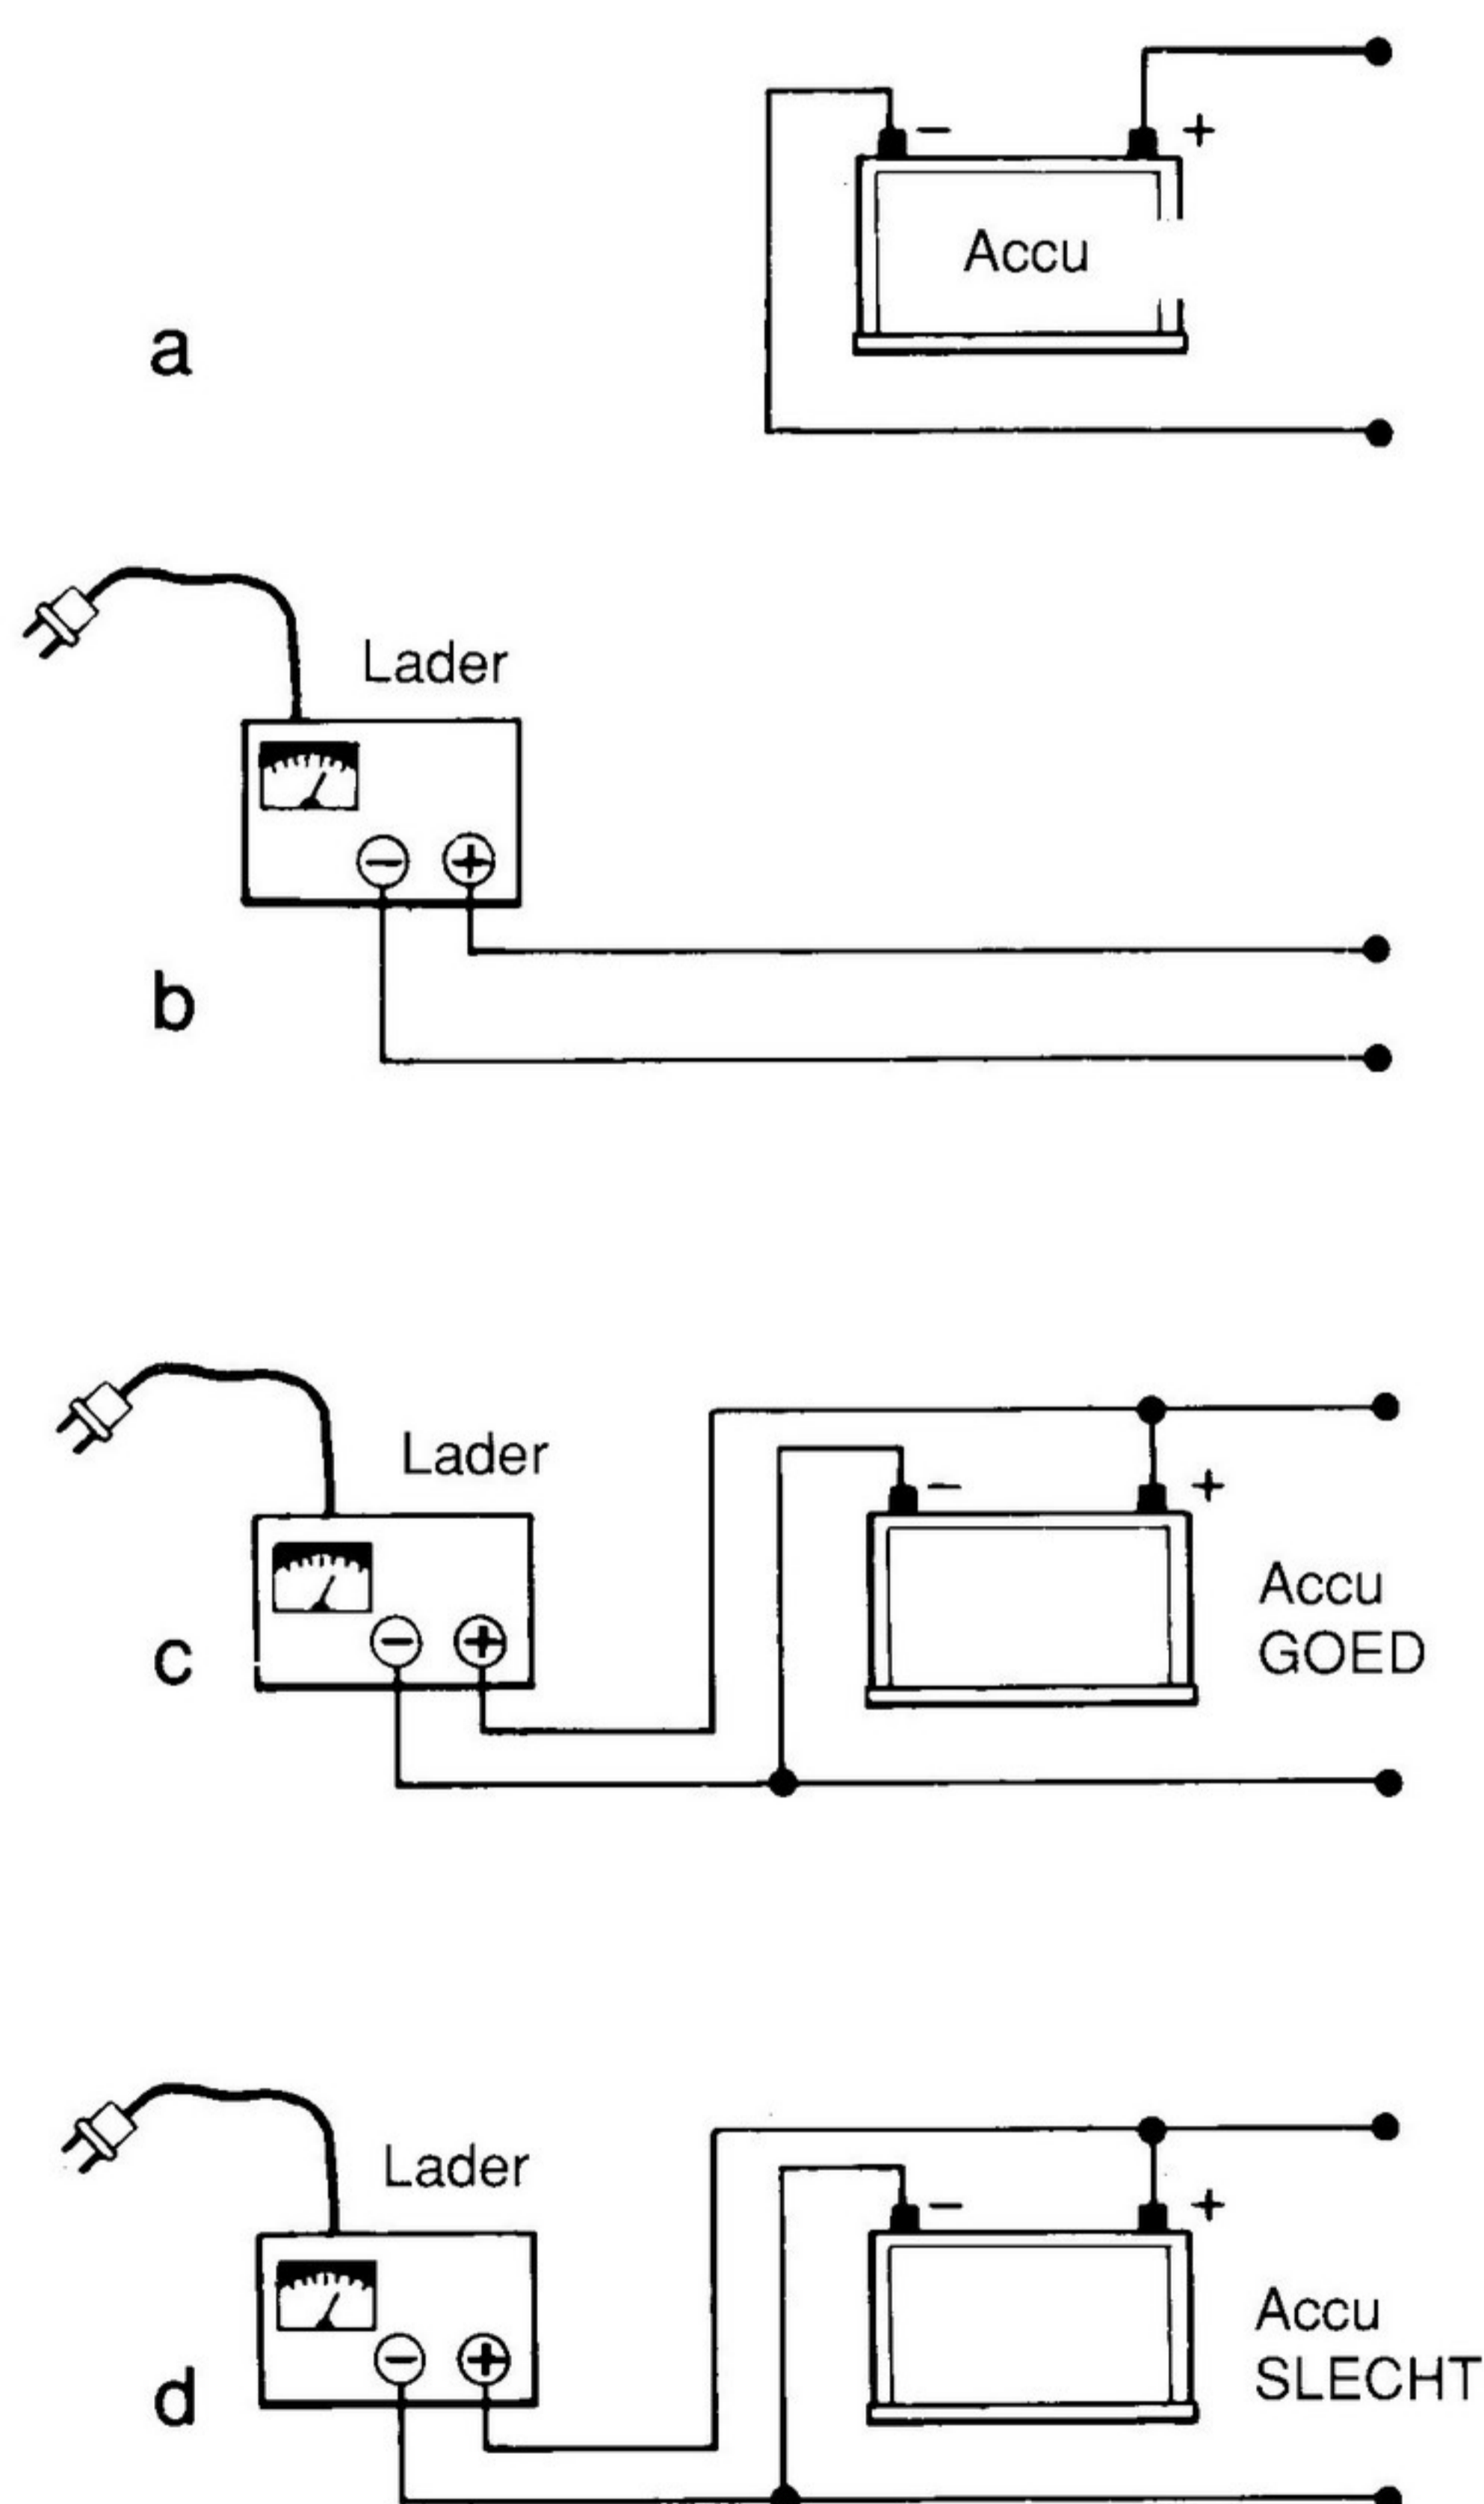 − +
Accu
a
Lader
− +
b
Lader
− +
Accu
GOED
− +
c
Lader
− +
Accu
SLECHT
− +
d